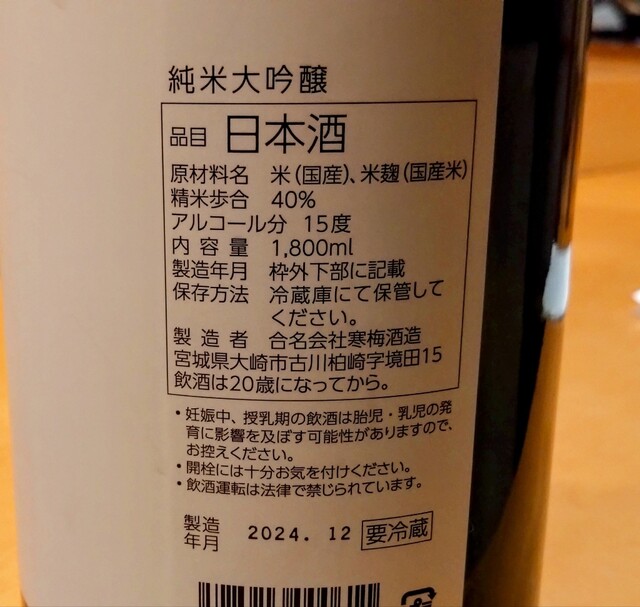 純米大吟醸
品目 日本酒
原材料名 米(国産)、米麹(国産米)
精米歩合 40%
アルコール分 15度
内容量 1,800ml
製造年月 枠外下部に記載
保存方法 冷蔵庫にて保管して
ください。
製造者 合名会社寒梅酒造
宮城県大崎市古川柏崎字境田15
飲酒は20歳になってから。
・妊娠中、授乳期の飲酒は胎児・乳児の発
育に影響を及ぼす可能性がありますので、
お控えください。
・開栓には十分お気を付けください。
・飲酒運転は法律で禁じられています。
製造
年月 2024. 12 要冷蔵